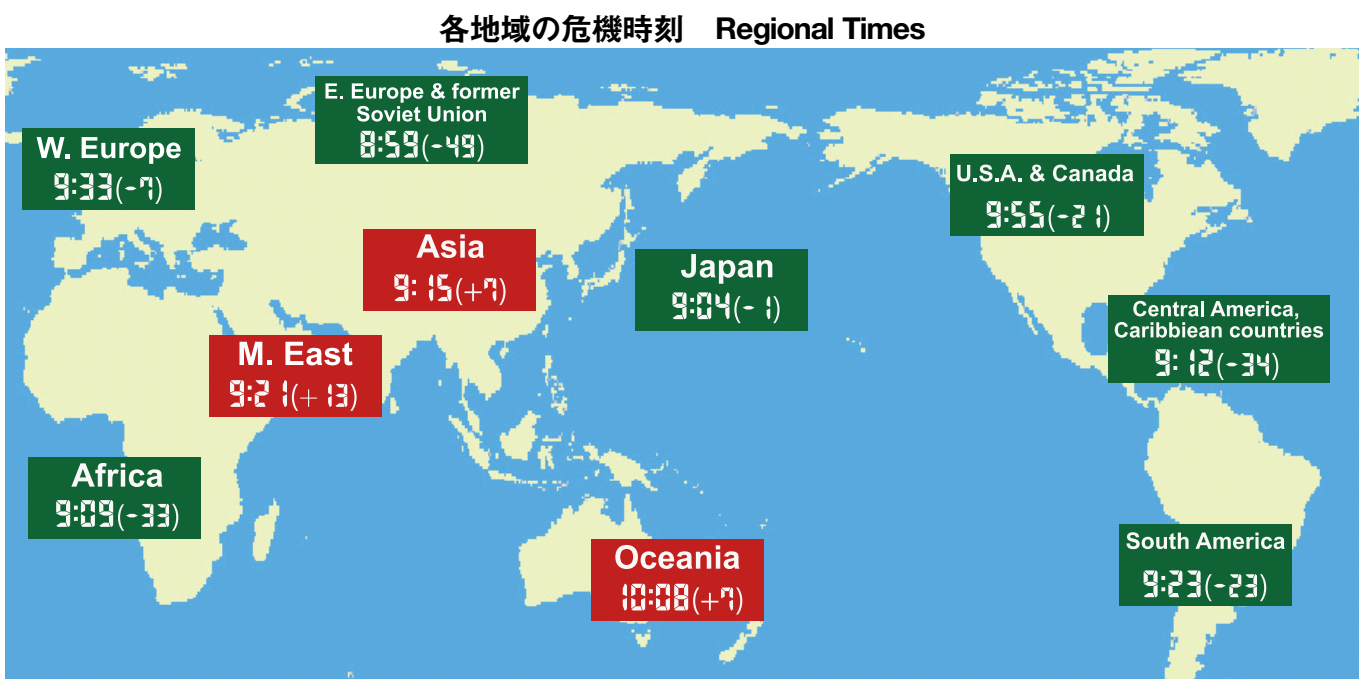 各地域の危機時刻 Regional Times
E. Europe & former
Soviet Union
8:59(-49)
W. Europe
9:33(-7)
U.S.A. & Canada
9:55(-21)
Asia
9:15(+7)
Japan
9:04(-1)
Central America,
Caribbiean countries
9:12(-34)
M. East
9:21(+13)
Africa
9:09(-33)
Oceania
10:08(+7)
South America
9:23(-23)